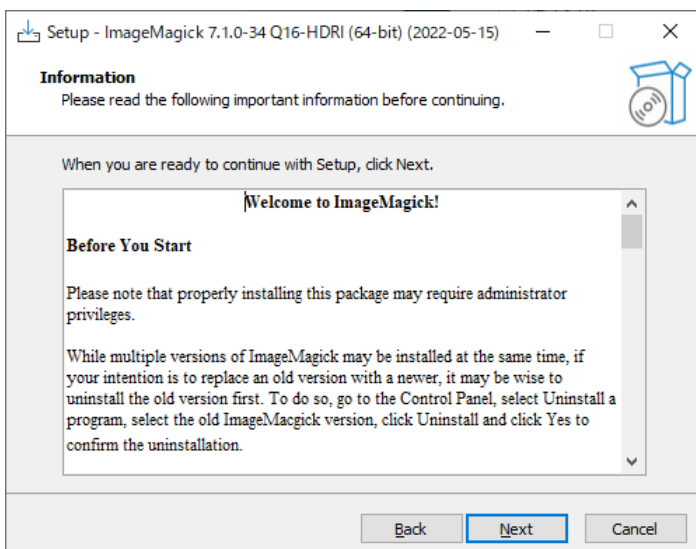 Setup - ImageMagick 7.1.0-34 Q16-HDRI (64-bit) (2022-05-15)
Information
Please read the following important information before continuing.
When you are ready to continue with Setup, click Next.
Welcome to ImageMagick!
Before You Start
Please note that properly installing this package may require administrator
privileges.
While multiple versions of ImageMagick may be installed at the same time, if
your intention is to replace an old version with a newer, it may be wise to
uninstall the old version first. To do so, go to the Control Panel, select Uninstall a
program, select the old ImageMacgick version, click Uninstall and click Yes to
confirm the uninstallation.
Back
Next
Cancel